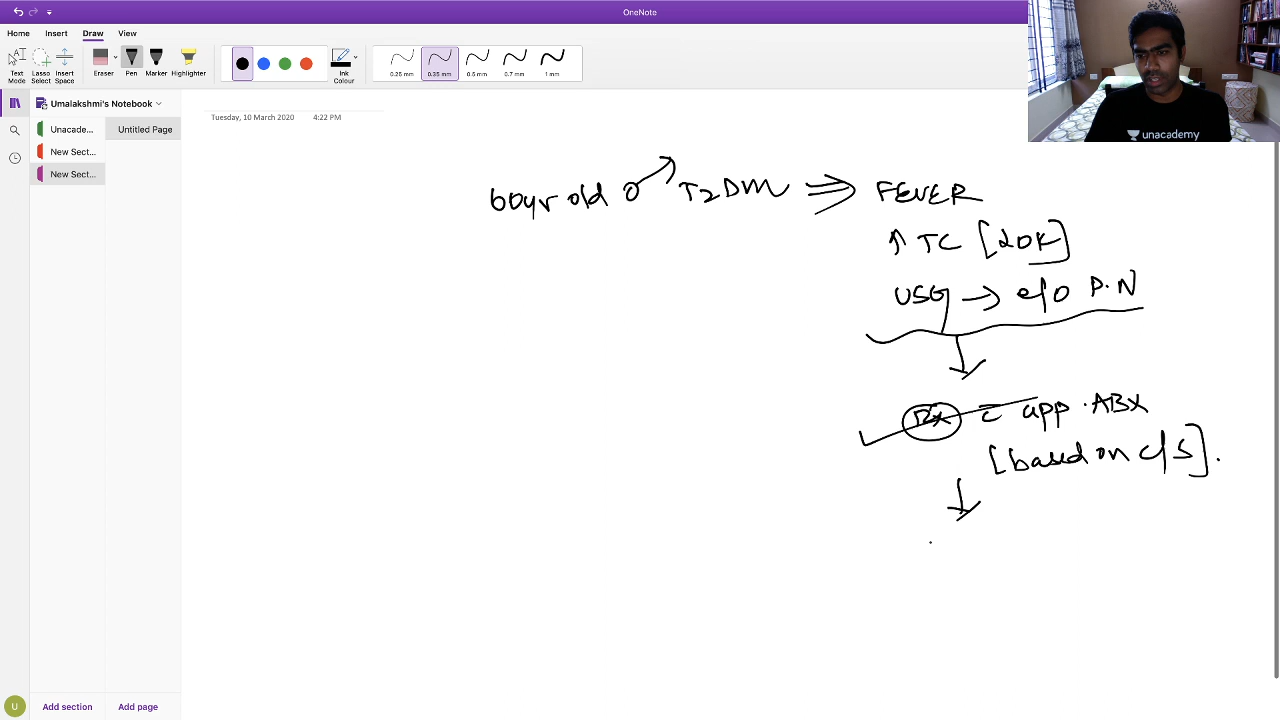 OneNote
Home Insert Draw View
Text Mode
Lasso Select
Insert Space
Eraser
Pen
Marker
Highlighter
0.25 mm
0.35 mm
0.5 mm
0.7 mm
1 mm
Ink Colour
unacademy
Umalakshmi's Notebook
Unacade...
New Sect...
New Sect...
Untitled Page
Tuesday, 10 March 2020 4:22 PM
60yr old ♂ T2DM ⇒ FEVER
↑ TC [20K]
USG → e/o P.N
↓
Rx c̄ app. ABX
[based on c/s].
↓
U
Add section
Add page